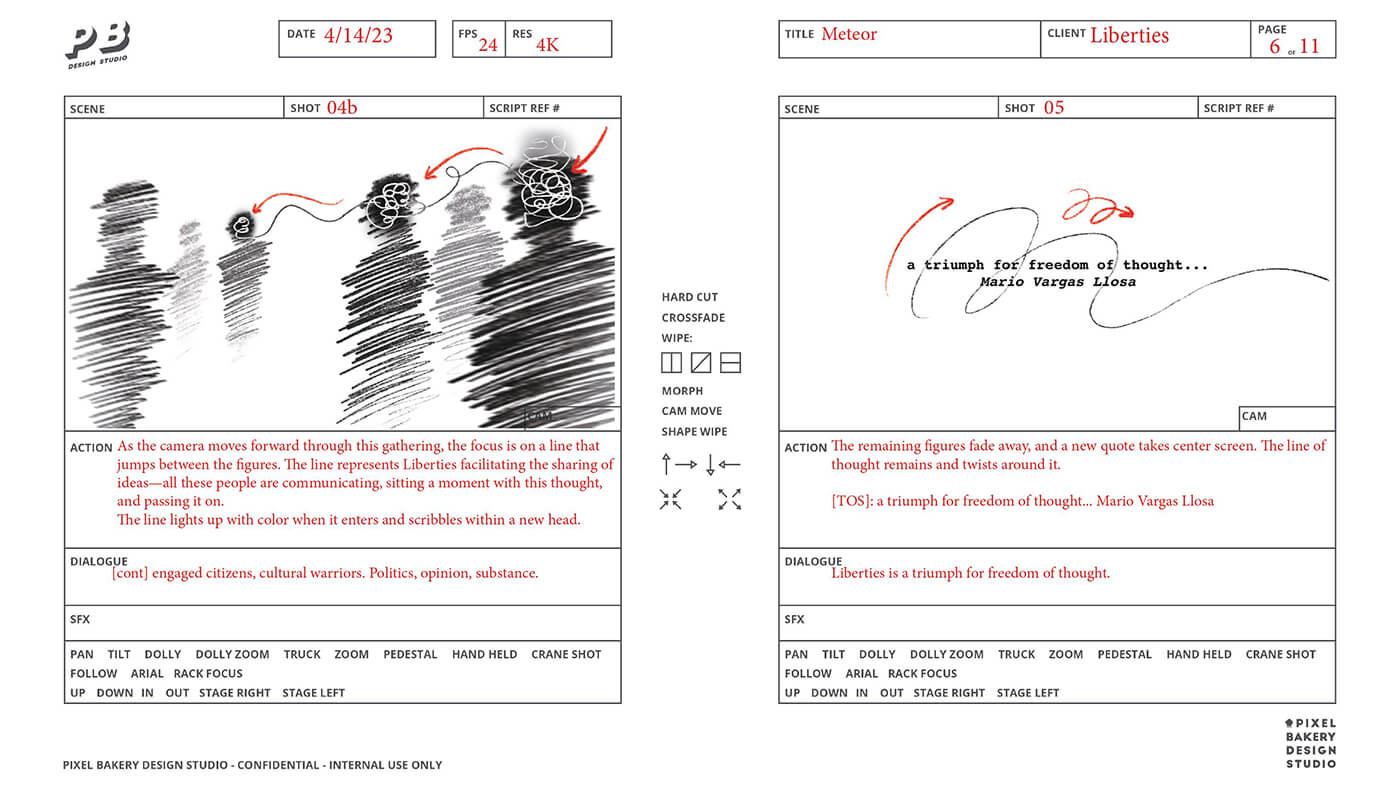 PB
DESIGN STUDIO
DATE 4/14/23
FPS 24
RES 4K
TITLE Meteor
CLIENT Liberties
PAGE
6 OF 11
SCENE
SHOT 04b
SCRIPT REF #
CAM
ACTION As the camera moves forward through this gathering, the focus is on a line that
jumps between the figures. The line represents Liberties facilitating the sharing of
ideas—all these people are communicating, sitting a moment with this thought,
and passing it on.
The line lights up with color when it enters and scribbles within a new head.
DIALOGUE
[cont] engaged citizens, cultural warriors. Politics, opinion, substance.
SFX
PAN TILT DOLLY DOLLY ZOOM TRUCK ZOOM PEDESTAL HAND HELD CRANE SHOT
FOLLOW ARIAL RACK FOCUS
UP DOWN IN OUT STAGE RIGHT STAGE LEFT
HARD CUT
CROSSFADE
WIPE:
MORPH
CAM MOVE
SHAPE WIPE
SCENE
SHOT 05
SCRIPT REF #
a triumph for freedom of thought...
Mario Vargas Llosa
CAM
ACTION The remaining figures fade away, and a new quote takes center screen. The line of
thought remains and twists around it.
[TOS]: a triumph for freedom of thought... Mario Vargas Llosa
DIALOGUE
Liberties is a triumph for freedom of thought.
SFX
PAN TILT DOLLY DOLLY ZOOM TRUCK ZOOM PEDESTAL HAND HELD CRANE SHOT
FOLLOW ARIAL RACK FOCUS
UP DOWN IN OUT STAGE RIGHT STAGE LEFT
PIXEL BAKERY DESIGN STUDIO - CONFIDENTIAL - INTERNAL USE ONLY
PIXEL
BAKERY
DESIGN
STUDIO